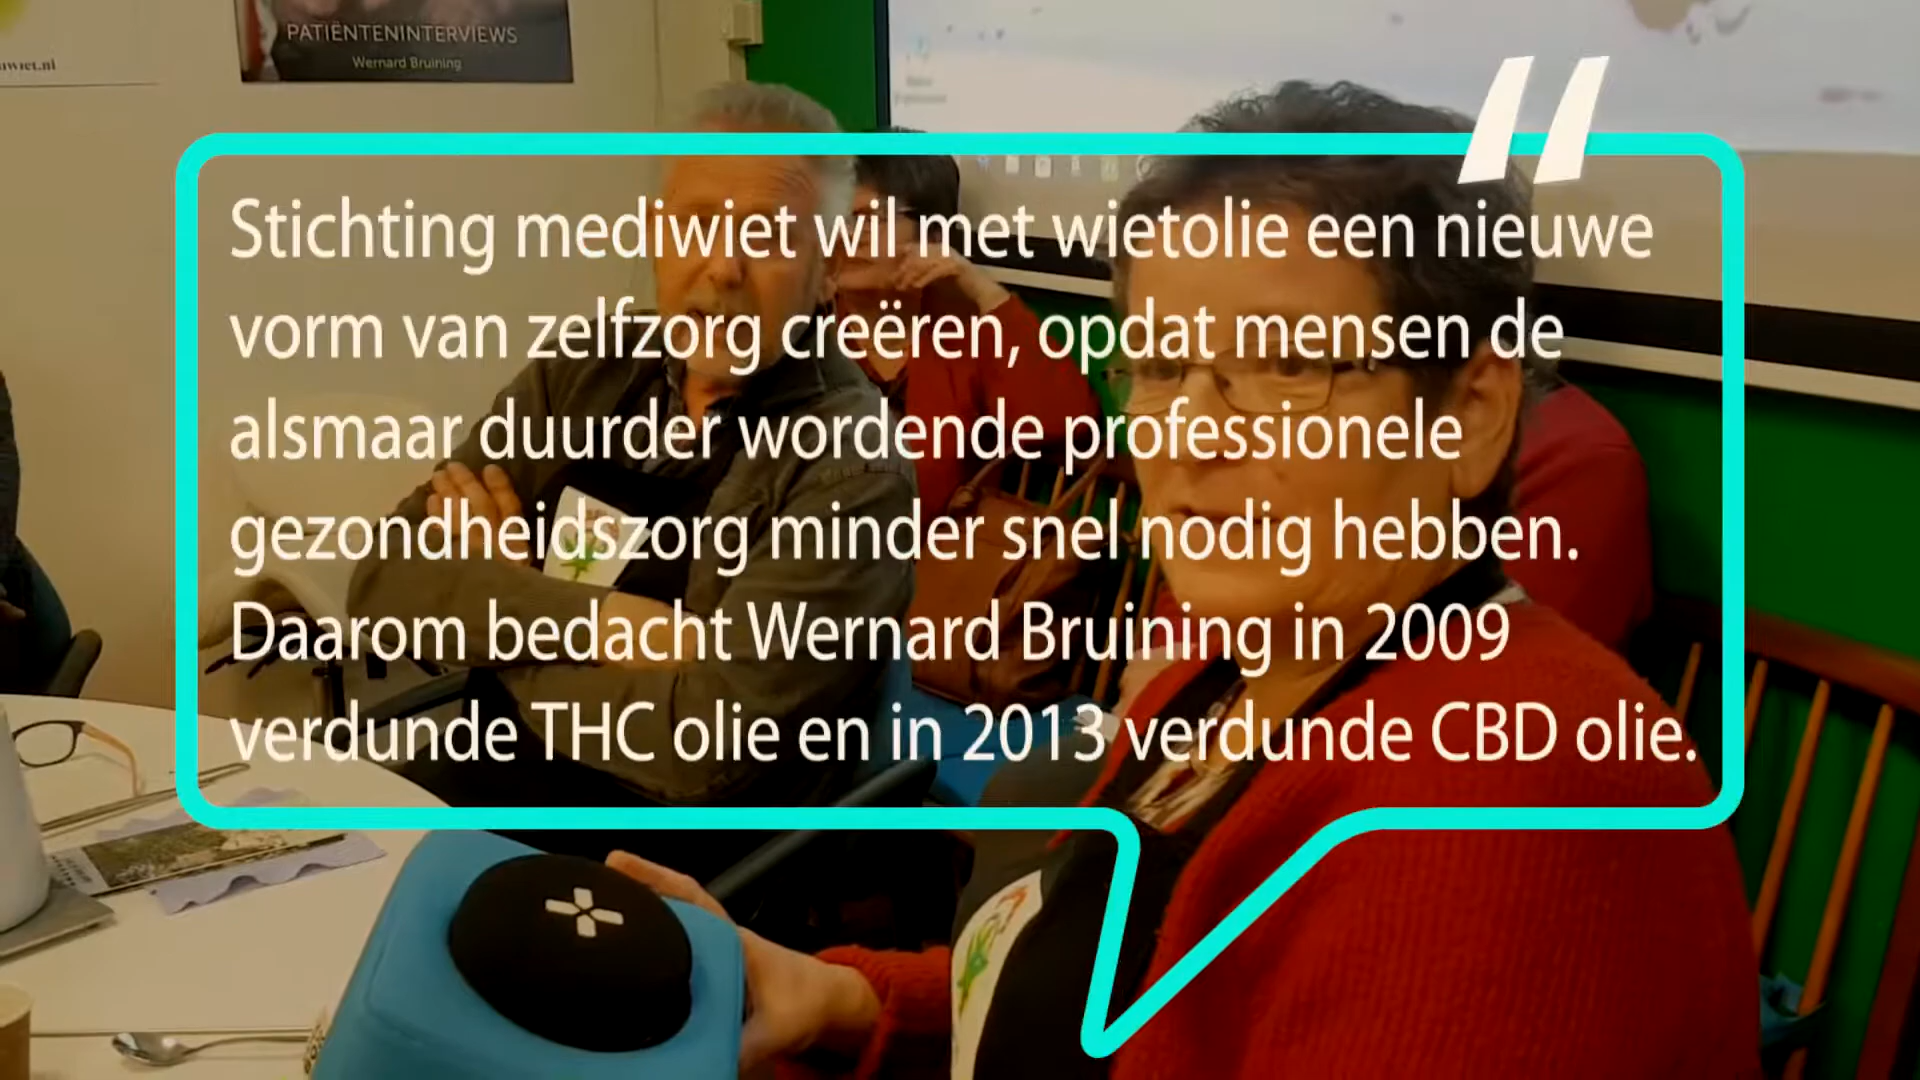 PATIËNTENINTERVIEWS
Wernard Bruining
Stichting mediwiet wil met wietolie een nieuwe
vorm van zelfzorg creëren, opdat mensen de
alsmaar duurder wordende professionele
gezondheidszorg minder snel nodig hebben.
Daarom bedacht Wernard Bruining in 2009
verdunde THC olie en in 2013 verdunde CBD olie.